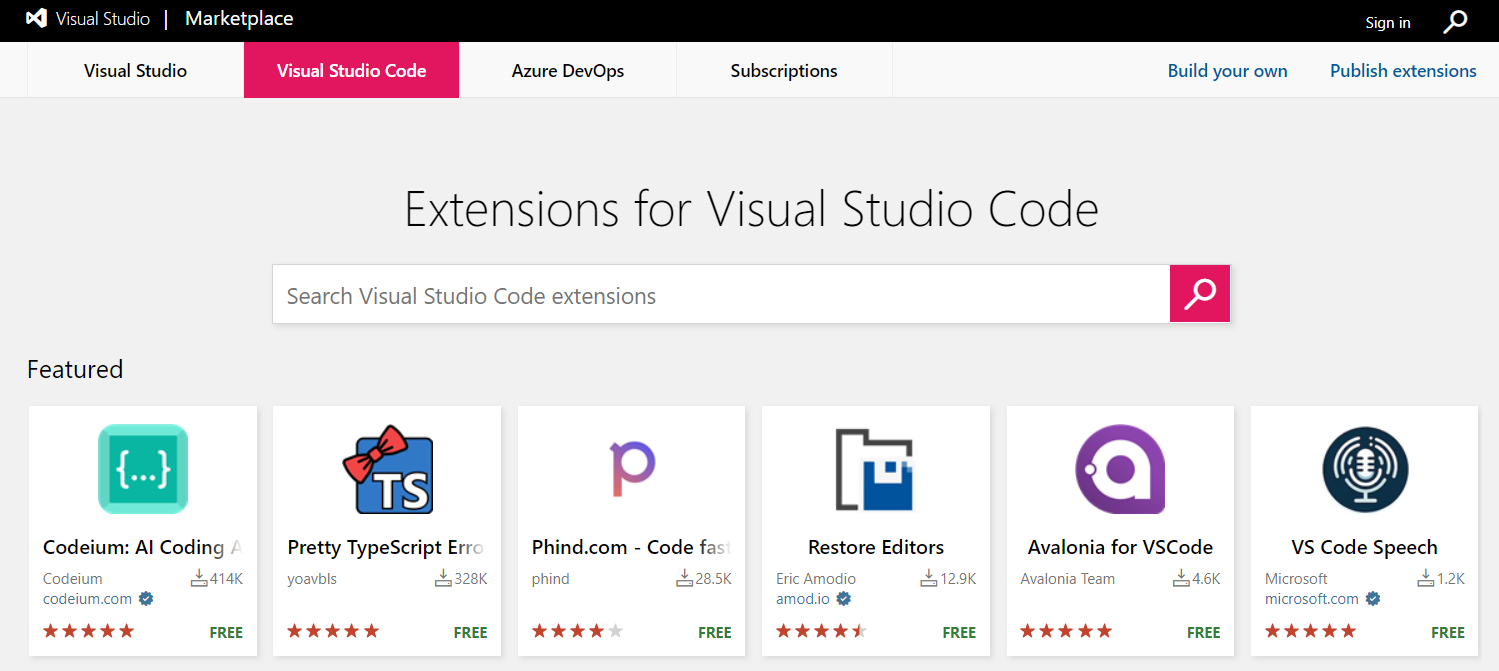 Visual Studio | Marketplace
Sign in
Visual Studio
Visual Studio Code
Azure DevOps
Subscriptions
Build your own
Publish extensions
Extensions for Visual Studio Code
Search Visual Studio Code extensions
Featured
{...}
Codeium: AI Coding A
Codeium
414K
codeium.com
FREE
TS
Pretty TypeScript Erro
yoavbls
328K
FREE
Phind.com - Code fast
phind
28.5K
FREE
Restore Editors
Eric Amodio
12.9K
amod.io
FREE
Avalonia for VSCode
Avalonia Team
4.6K
FREE
VS Code Speech
Microsoft
1.2K
microsoft.com
FREE